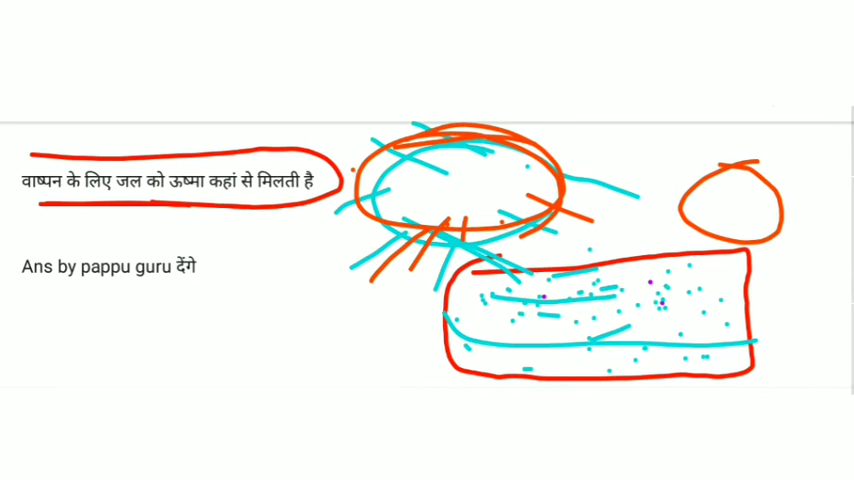 वाष्पन के लिए जल को ऊष्मा कहां से मिलती है
Ans by pappu guru देंगे